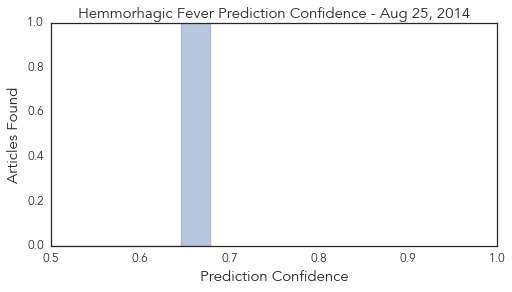 Hemmorhagic Fever Prediction Confidence - Aug 25, 2014
1.0
0.8
0.6
0.4
0.2
0.0
Articles Found
0.5 0.6 0.7 0.8 0.9 1.0
Prediction Confidence